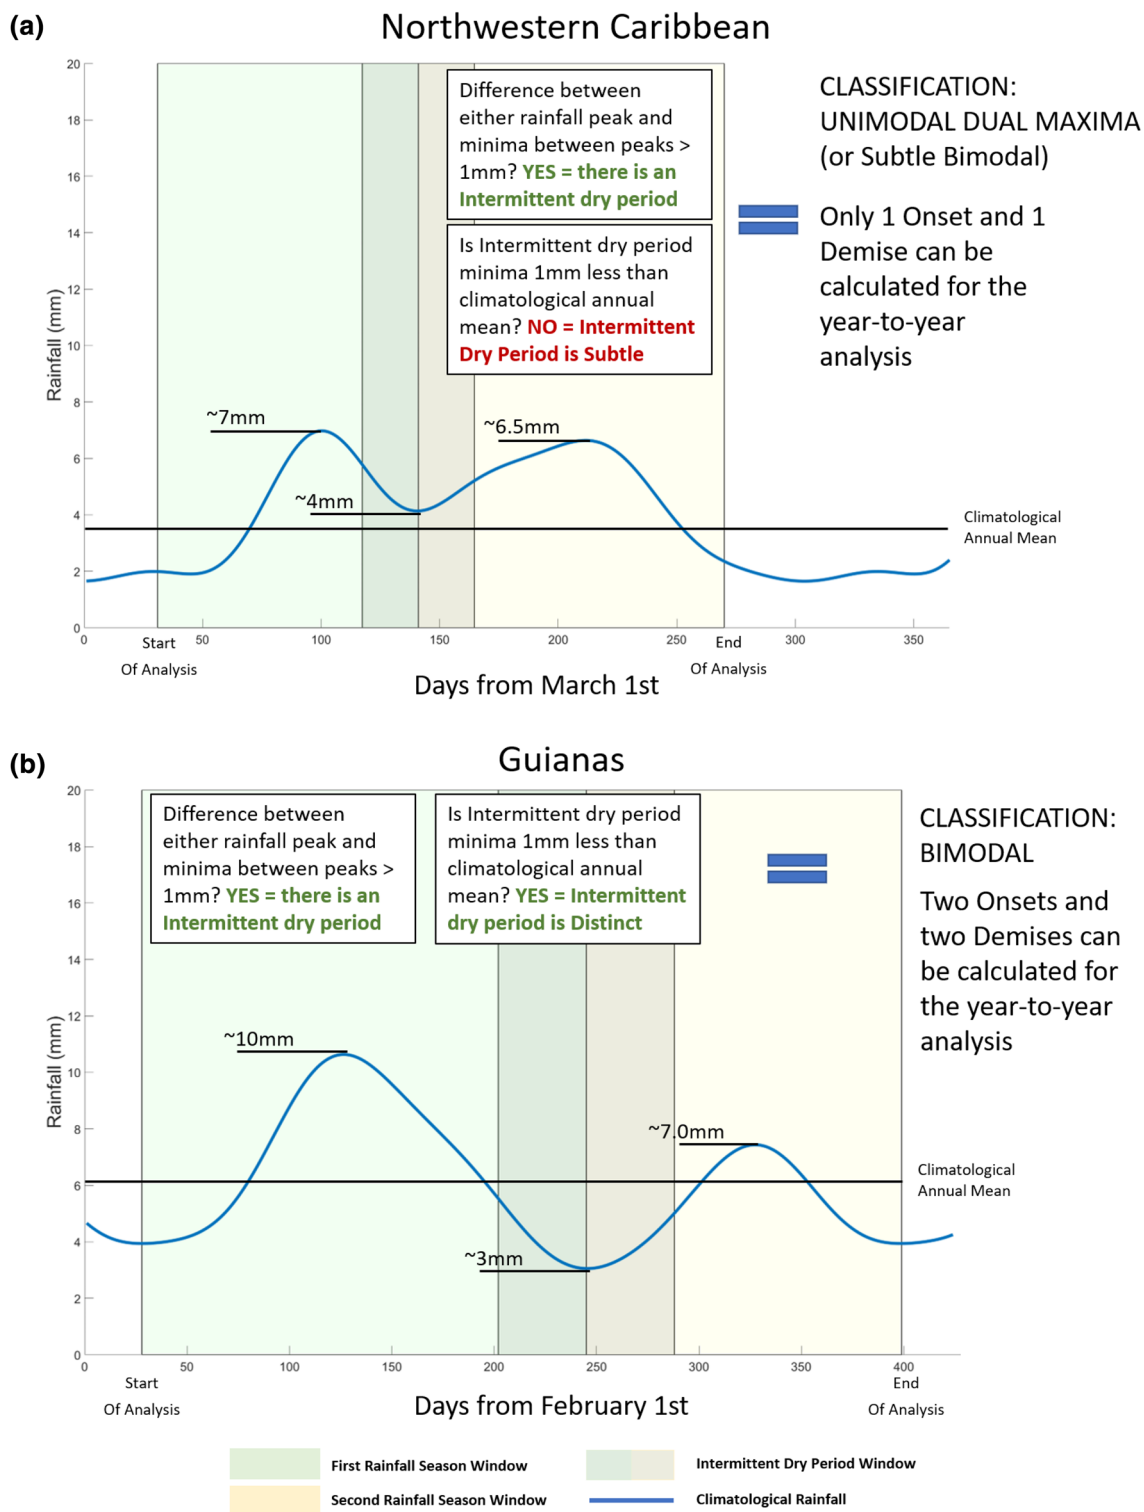 (a)
Northwestern Caribbean
20
18
16
14
12
10
8
6
4
2
0
Rainfall (mm)
Difference between
either rainfall peak and
minima between peaks >
1mm? YES = there is an
Intermittent dry period
Is Intermittent dry period
minima 1mm less than
climatological annual
mean? NO = Intermittent
Dry Period is Subtle
CLASSIFICATION:
UNIMODAL DUAL MAXIMA
(or Subtle Bimodal)
Only 1 Onset and 1
Demise can be
calculated for the
year-to-year
analysis
~7mm
~4mm
~6.5mm
Climatological
Annual Mean
0 50 100 150 200 250 300 350
Start
Of Analysis
End
Of Analysis
Days from March 1st
(b)
Guianas
20
18
16
14
12
10
8
6
4
2
0
Rainfall (mm)
Difference between
either rainfall peak and
minima between peaks >
1mm? YES = there is an
Intermittent dry period
Is Intermittent dry period
minima 1mm less than
climatological annual
mean? YES = Intermittent
dry period is Distinct
CLASSIFICATION:
BIMODAL
Two Onsets and
two Demises can
be calculated for
the year-to-year
analysis
~10mm
~7.0mm
~3mm
Climatological
Annual Mean
0 50 100 150 200 250 300 350 400
Start
Of Analysis
End
Of Analysis
Days from February 1st
First Rainfall Season Window
Intermittent Dry Period Window
Second Rainfall Season Window
Climatological Rainfall